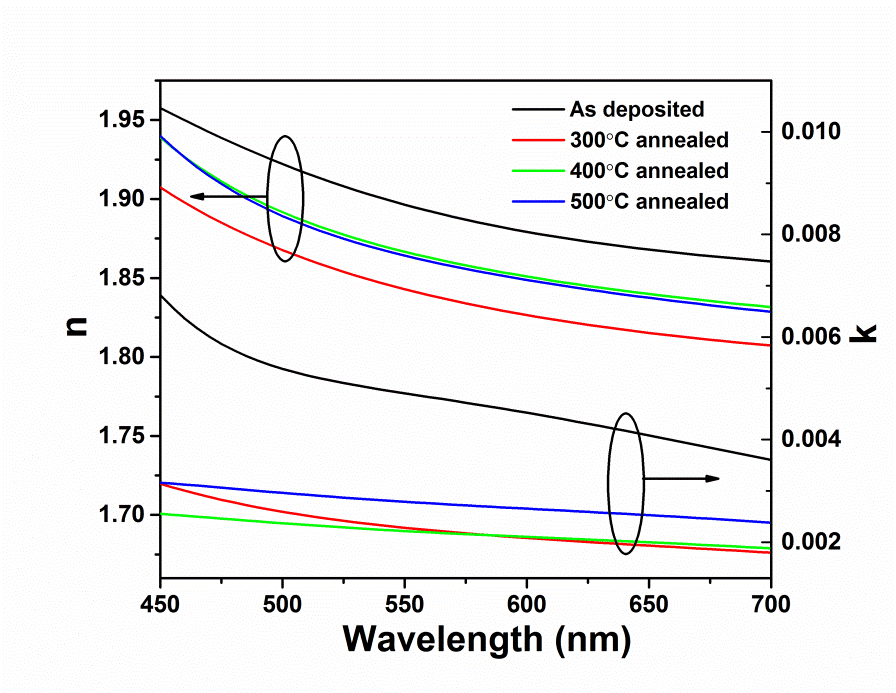 As deposited
300°C annealed
400°C annealed
500°C annealed
n
1.95
1.90
1.85
1.80
1.75
1.70
k
0.010
0.008
0.006
0.004
0.002
450 500 550 600 650 700
Wavelength (nm)